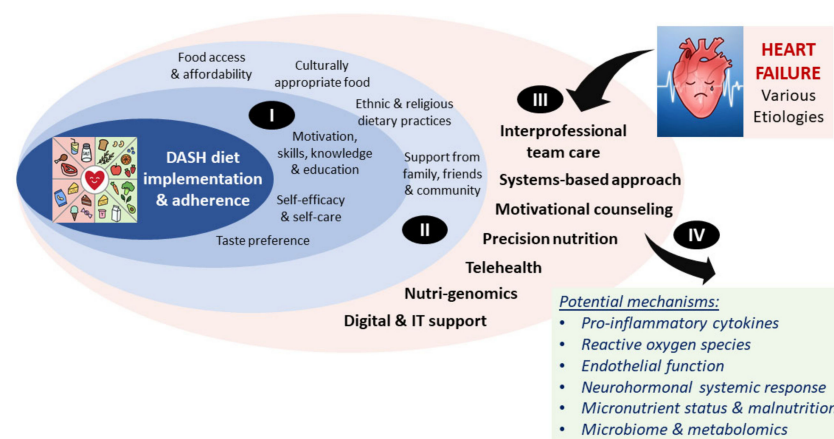 Food access
& affordability
Culturally
appropriate food
Ethnic & religious
dietary practices
I
Motivation,
skills, knowledge
& education
Support from
family, friends
& community
DASH diet
implementation
& adherence
Self-efficacy
& self-care
Taste preference
II
III
Interprofessional
team care
Systems-based approach
Motivational counseling
Precision nutrition
Telehealth
Nutri-genomics
Digital & IT support
HEART
FAILURE
Various
Etiologies
IV
Potential mechanisms:
• Pro-inflammatory cytokines
• Reactive oxygen species
• Endothelial function
• Neurohormonal systemic response
• Micronutrient status & malnutrition
• Microbiome & metabolomics